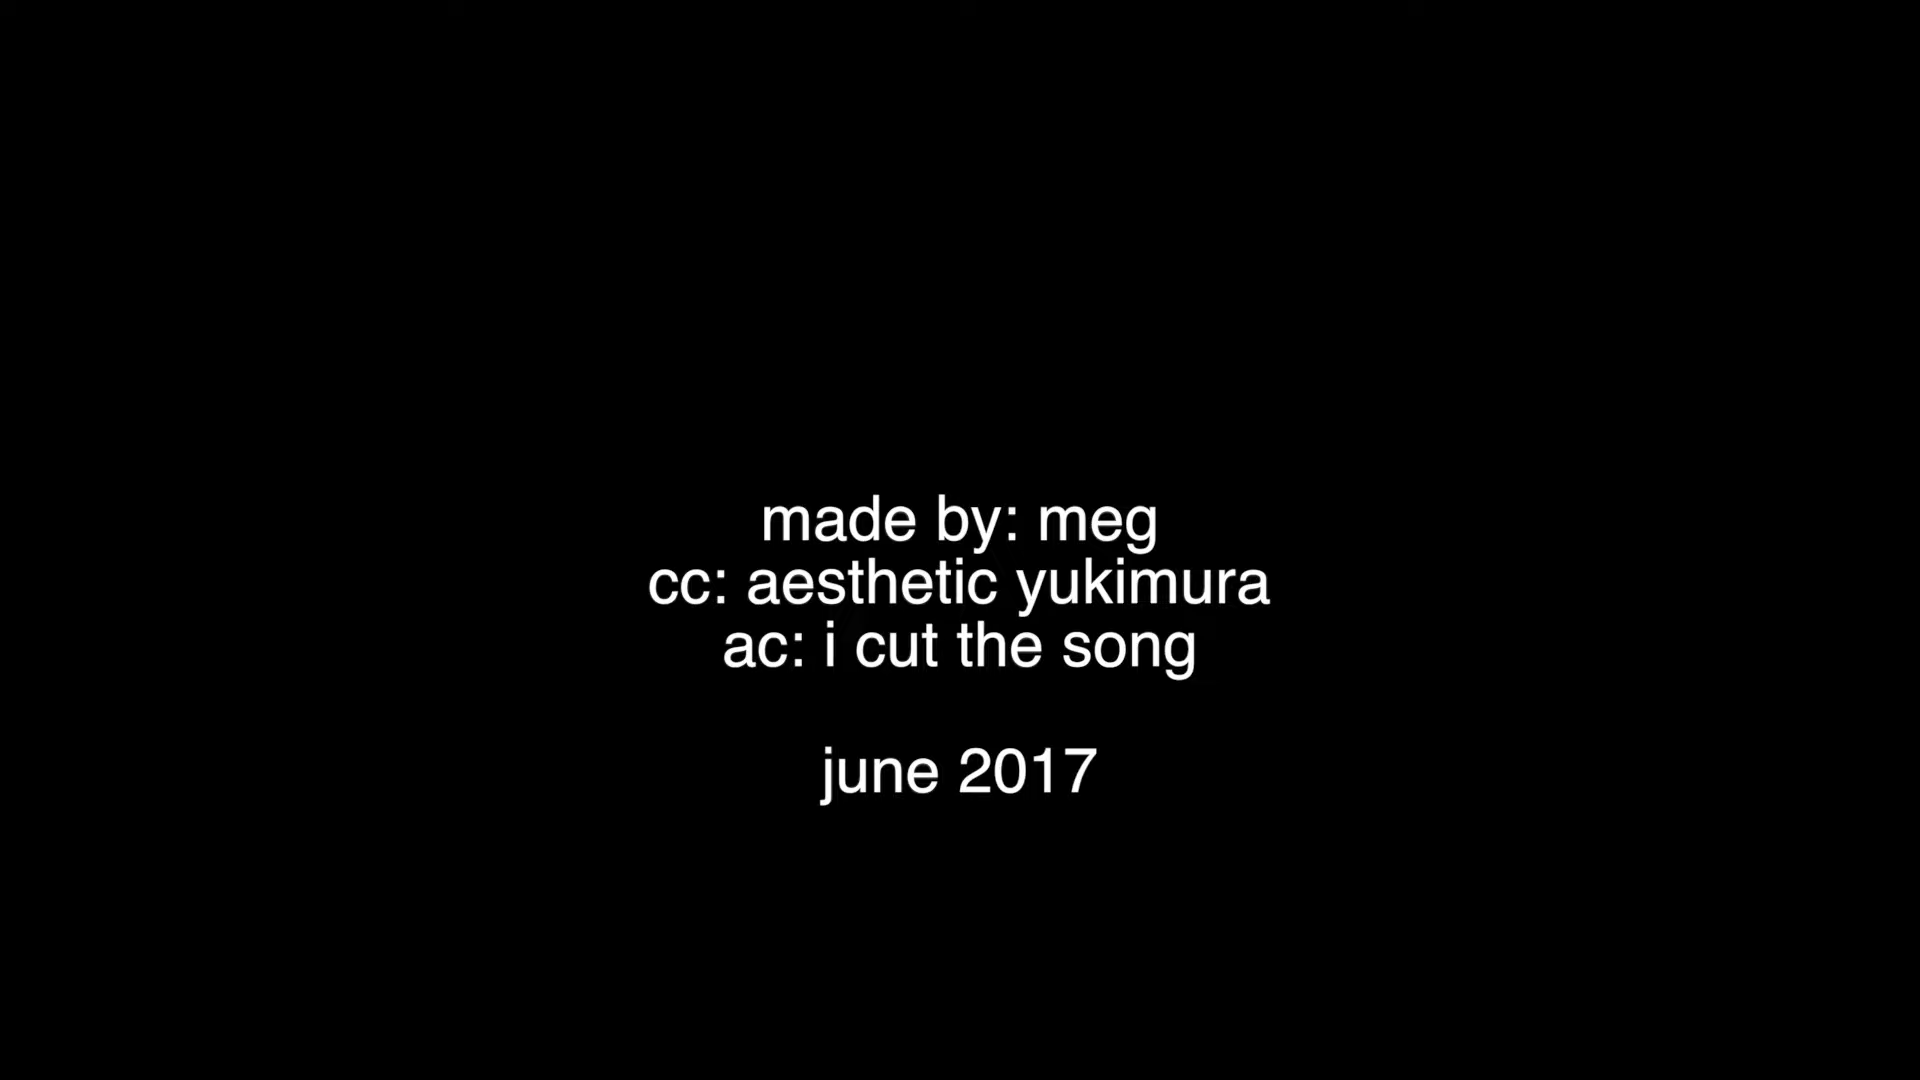 made by: meg
cc: aesthetic yukimura
ac: i cut the song
june 2017